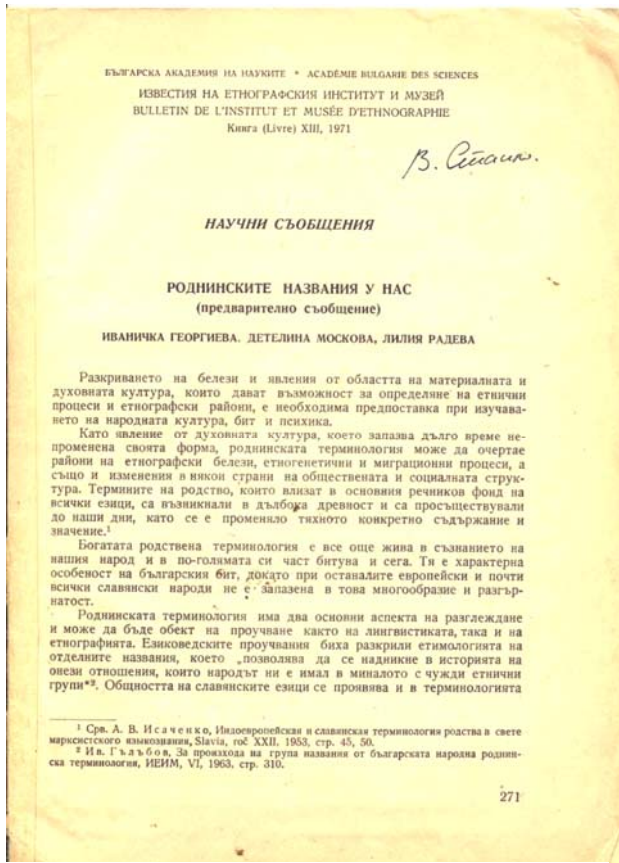 БЪЛГАРСКА АКАДЕМИЯ НА НАУКИТЕ * ACADÉMIE BULGARIE DES SCIENCES
ИЗВЕСТИЯ НА ЕТНОГРАФСКИЯ ИНСТИТУТ И МУЗЕЙ
BULLETIN DE L'INSTITUT ET MUSÉE D'ETHNOGRAPHIE
Книга (Livre) XIII, 1971
В.
НАУЧНИ СЪОБЩЕНИЯ
РОДНИНСКИТЕ НАЗВАНИЯ У НАС
(предварително съобщение)
ИВАНИЧКА ГЕОРГИЕВА. ДЕТЕЛИНА МОСКОВА, ЛИЛИЯ РАДЕВА
Разкриването на белези и явления от областта на материалната и
духовната култура, които дават възможност за определяне на етнични
процеси и етнографски райони, е необходима предпоставка при изучава-
нето на народната култура, бит и психика.
Като явление от духовната култура, което запазва дълго време не-
променена своята форма, роднинската терминология може да очертае
райони на етнографски белези, етногенетични и миграционни процеси, а
също и изменения в някои страни на обществената и социалната струк-
тура. Термините на родство, които влизат в основния речников фонд на
всички езици, са възникнали в дълбока древност и са просъществували
до наши дни, като се е променяло тяхното конкретно съдържание и
значение.¹
Богатата родствена терминология е все още жива в съзнанието на
нашия народ и в по-голямата си част битува и сега. Тя е характерна
особеност на българския бит, докато при останалите европейски и почти
всички славянски народи не е запазена в това многообразие и разгър-
натост.
Роднинската терминология има два основни аспекта на разглеждане
и може да бъде обект на проучване както на лингвистиката, така и на
етнографията. Езиковедските проучвания биха разкрили етимологията на
отделните названия, което „позволява да се надникне в историята на
онези отношения, които народът ни е имал в миналото с чужди етнични
групи"². Общността на славянските езици се проявява и в терминологията
¹ Срв. А. В. Исаченко, Индоевропейская и славянская терминология родства в свете
марксистского языкознания, Slavia, roč XXII. 1953, стр. 45, 50.
² Ив. Гълъбов, За произхода на група названия от българската народна роднин-
ска терминология, ИЕИМ, VI, 1963, стр. 310.
271